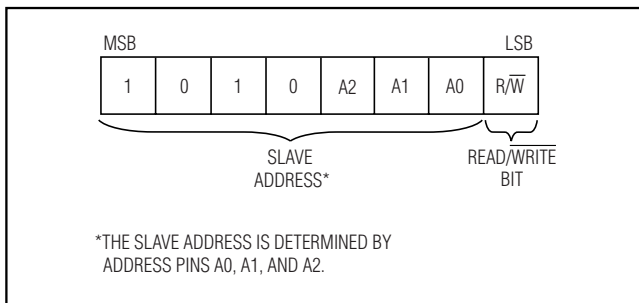 MSB LSB
1 0 1 0 A2 A1 A0 R/W̅
SLAVE READ/W̅R̅I̅T̅E̅
ADDRESS* BIT
*THE SLAVE ADDRESS IS DETERMINED BY
ADDRESS PINS A0, A1, AND A2.